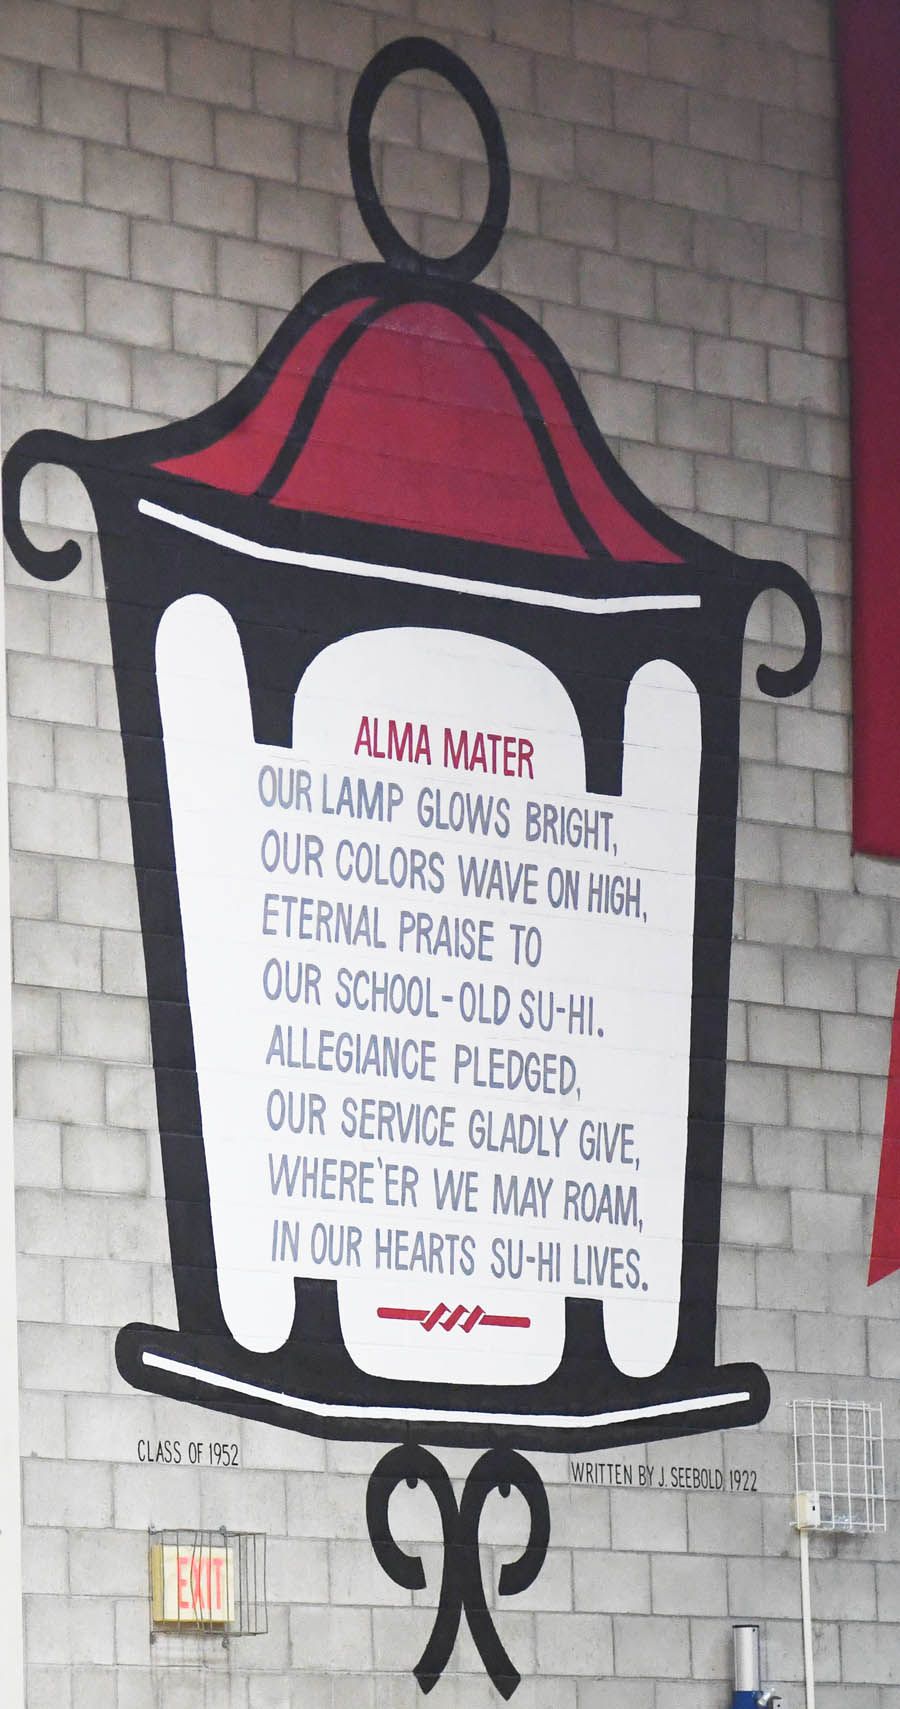 ALMA MATER
OUR LAMP GLOWS BRIGHT,
OUR COLORS WAVE ON HIGH,
ETERNAL PRAISE TO
OUR SCHOOL-OLD SU-HI.
ALLEGIANCE PLEDGED,
OUR SERVICE GLADLY GIVE,
WHERE'ER WE MAY ROAM,
IN OUR HEARTS SU-HI LIVES.
CLASS OF 1952
WRITTEN BY J. SEEBOLD, 1922
EXIT